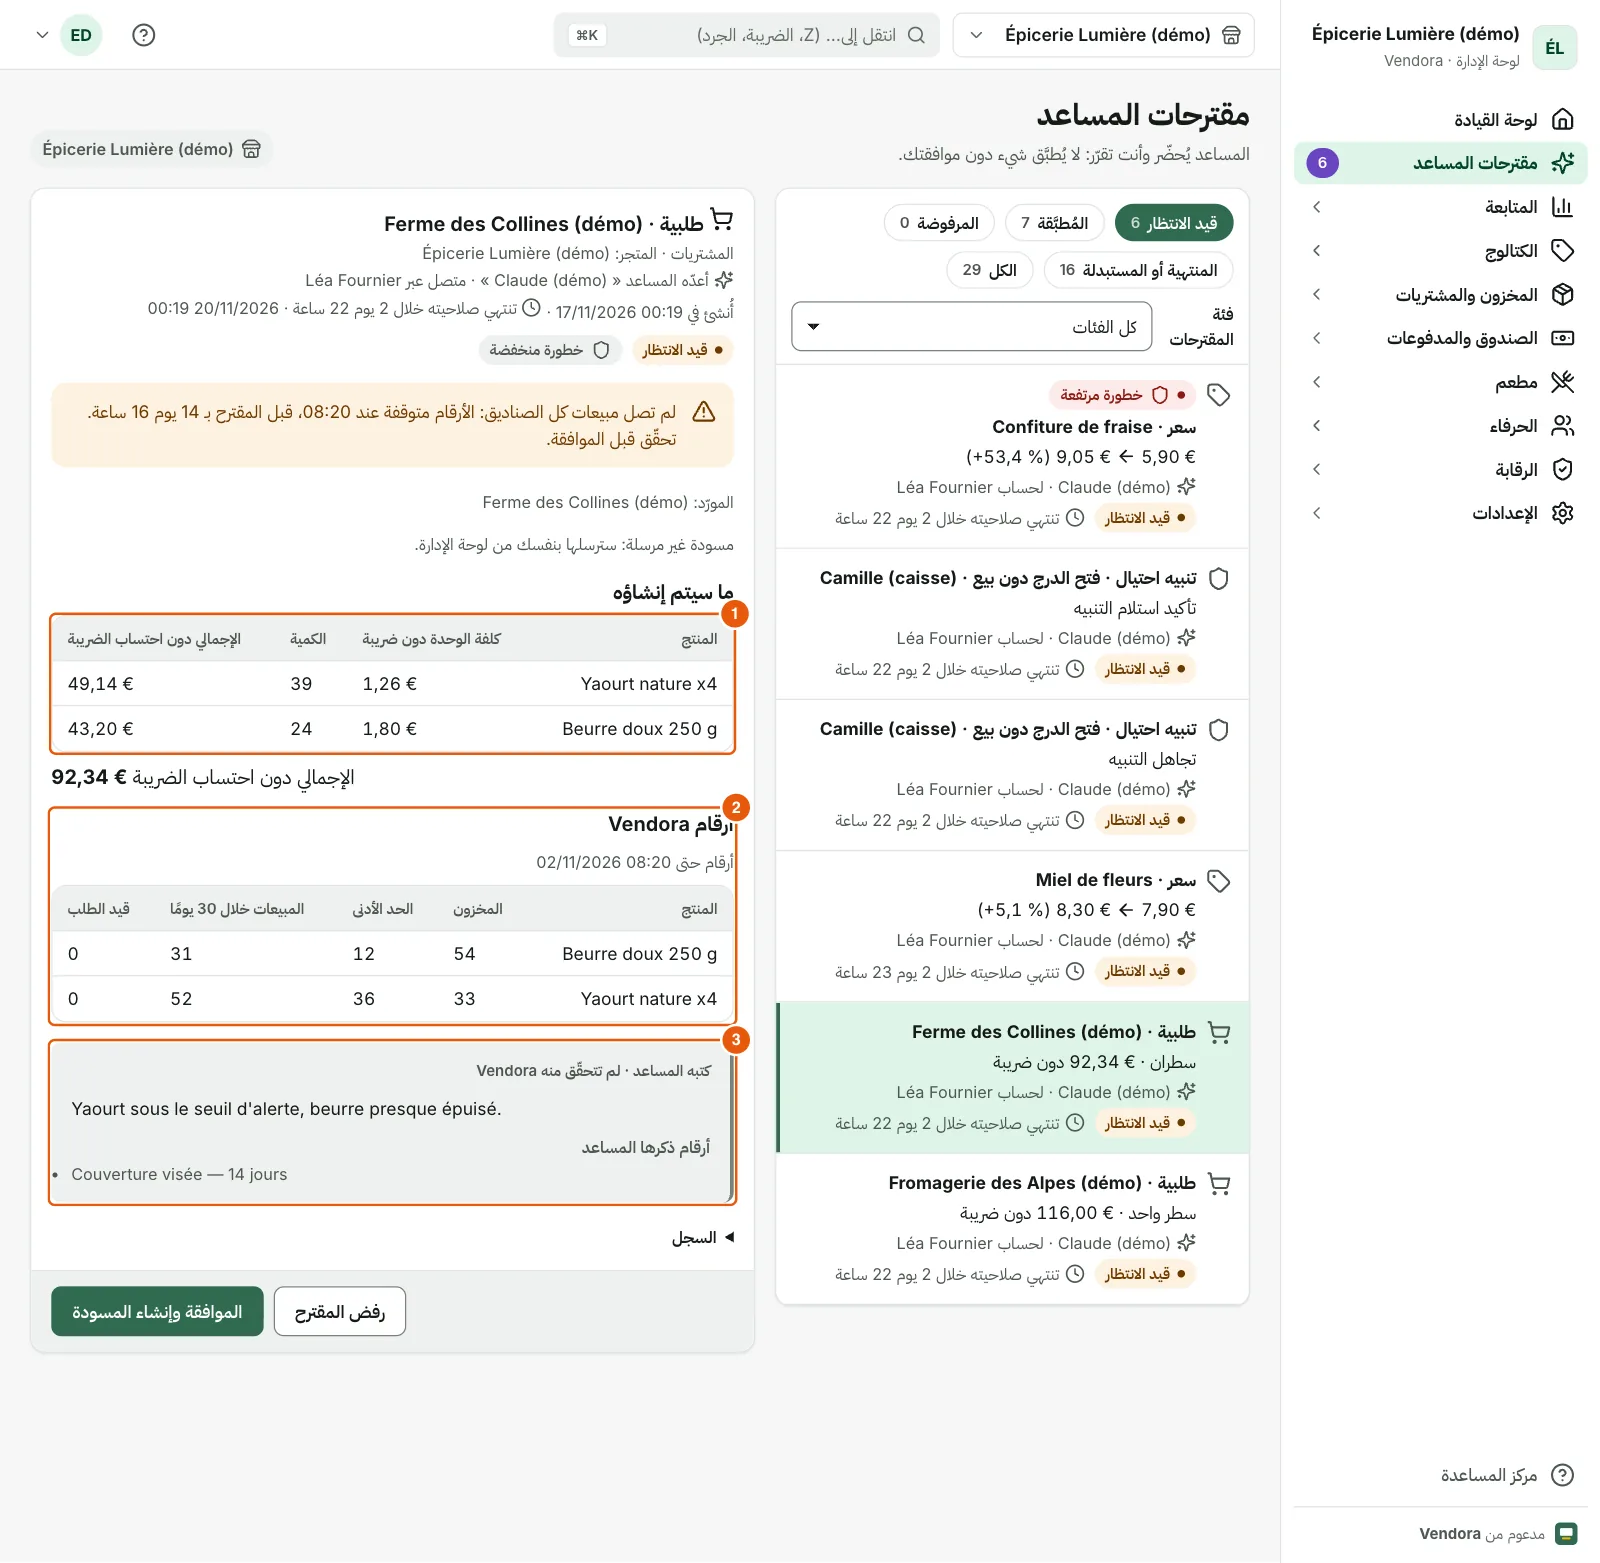 Épicerie Lumière (démo)
لوحة الإدارة · Vendora
ÉL
لوحة القيادة
مقترحات المساعد
6
المتابعة
الكتالوج
المخزون والمشتريات
الصندوق والمدفوعات
مطعم
الحرفاء
الرقابة
الإعدادات
مركز المساعدة
مدعوم من Vendora
Épicerie Lumière (démo)
انتقل إلى... (Z، الضريبة، الجرد)
⌘K
ED
مقترحات المساعد
المساعد يُحضّر وأنت تقرّر: لا يُطبَّق شيء دون موافقتك.
Épicerie Lumière (démo)
قيد الانتظار 6
المُطبَّقة 7
المرفوضة 0
المنتهية أو المستبدلة 16
الكل 29
فئة المقترحات
كل الفئات
خطورة مرتفعة
سعر · Confiture de fraise
5,90 € ← 9,05 € (+53,4 %)
Claude (démo) · لحساب Léa Fournier
قيد الانتظار
تنتهي صلاحيته خلال 2 يوم 22 ساعة
تنبيه احتيال · فتح الدرج دون بيع · Camille (caisse)
تأكيد استلام التنبيه
Claude (démo) · لحساب Léa Fournier
قيد الانتظار
تنتهي صلاحيته خلال 2 يوم 22 ساعة
تنبيه احتيال · فتح الدرج دون بيع · Camille (caisse)
تجاهل التنبيه
Claude (démo) · لحساب Léa Fournier
قيد الانتظار
تنتهي صلاحيته خلال 2 يوم 22 ساعة
سعر · Miel de fleurs
7,90 € ← 8,30 € (+5,1 %)
Claude (démo) · لحساب Léa Fournier
قيد الانتظار
تنتهي صلاحيته خلال 2 يوم 23 ساعة
طلبية · Ferme des Collines (démo)
سطران · 92,34 € دون ضريبة
Claude (démo) · لحساب Léa Fournier
قيد الانتظار
تنتهي صلاحيته خلال 2 يوم 22 ساعة
طلبية · Fromagerie des Alpes (démo)
سطر واحد · 116,00 € دون ضريبة
Claude (démo) · لحساب Léa Fournier
قيد الانتظار
تنتهي صلاحيته خلال 2 يوم 22 ساعة
طلبية · Ferme des Collines (démo)
المشتريات · المتجر: Épicerie Lumière (démo)
أعدّه المساعد « Claude (démo) » · متصل عبر Léa Fournier
أُنشئ في 17/11/2026 00:19 · تنتهي صلاحيته خلال 2 يوم 22 ساعة · 20/11/2026 00:19
قيد الانتظار
خطورة منخفضة
لم تصل مبيعات كل الصناديق: الأرقام متوقفة عند 08:20، قبل المقترح بـ 14 يوم 16 ساعة.
تحقّق قبل الموافقة.
المورّد: Ferme des Collines (démo)
مسودة غير مرسلة: سترسلها بنفسك من لوحة الإدارة.
ما سيتم إنشاؤه
1
المنتج	كلفة الوحدة دون ضريبة	الكمية	الإجمالي دون احتساب الضريبة
Yaourt nature x4	1,26 €	39	49,14 €
Beurre doux 250 g	1,80 €	24	43,20 €
الإجمالي دون احتساب الضريبة 92,34 €
2
أرقام Vendora
أرقام حتى 02/11/2026 08:20
المنتج	المخزون	الحد الأدنى	المبيعات خلال 30 يومًا	قيد الطلب
Beurre doux 250 g	54	12	31	0
Yaourt nature x4	33	36	52	0
3
كتبه المساعد · لم تتحقّق منه Vendora
Yaourt sous le seuil d'alerte, beurre presque épuisé.
أرقام ذكرها المساعد
• Couverture visée — 14 jours
السجل
رفض المقترح
الموافقة وإنشاء المسودة